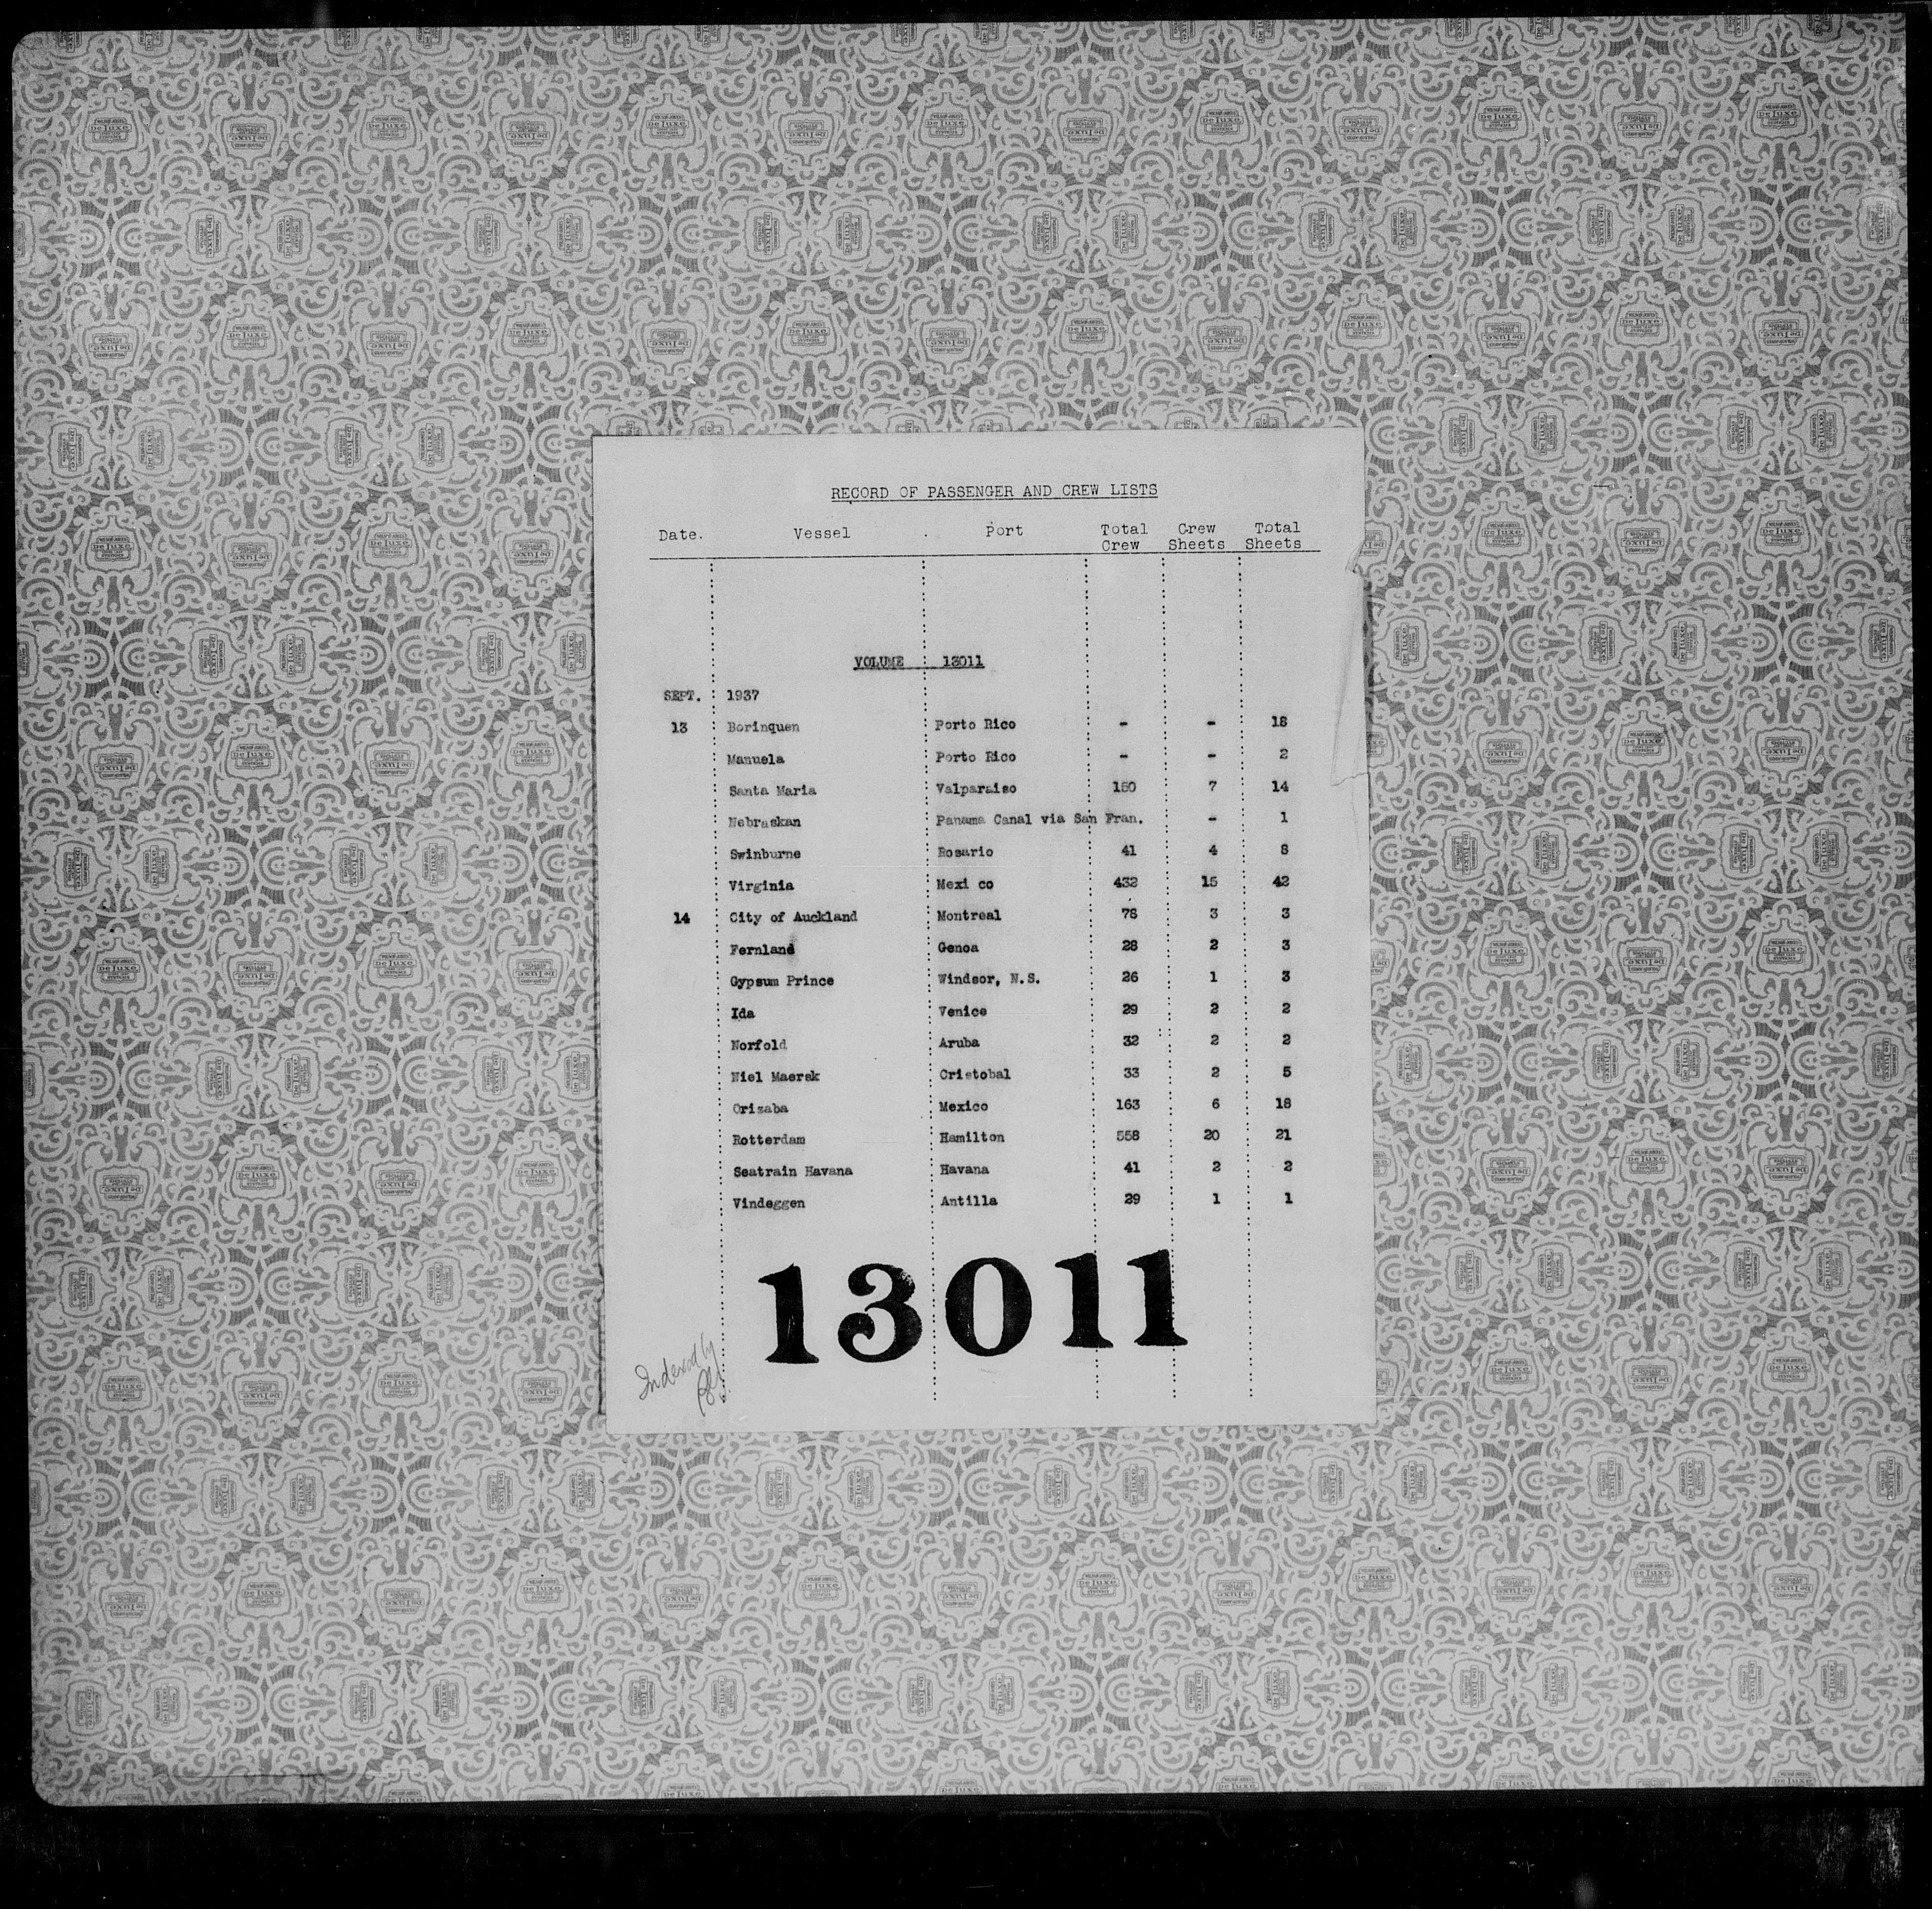 RECORD OF PASSENGER AND CREW LISTS
Date. Vessel Port Total Crew Crew Sheets Total Sheets
VOLUME 13011
SEPT. 1937
13 Borinquen Porto Rico - - 18
Manuela Porto Rico - - 2
Santa Maria Valparaiso 150 7 14
Nebraskan Panama Canal via San Fran. - 1
Swinburne Rosario 41 4 8
Virginia Mexi co 432 15 42
14 City of Auckland Montreal 78 3 3
Fernland Genoa 28 2 3
Gypsum Prince Windsor, N.S. 26 1 3
Ida Venice 29 2 2
Norfold Aruba 32 2 2
Niel Maersk Cristobal 33 2 5
Orizaba Mexico 163 6 18
Rotterdam Hamilton 558 20 21
Seatrain Havana Havana 41 2 2
Vindeggen Antilla 29 1 1
13011
Indexed by